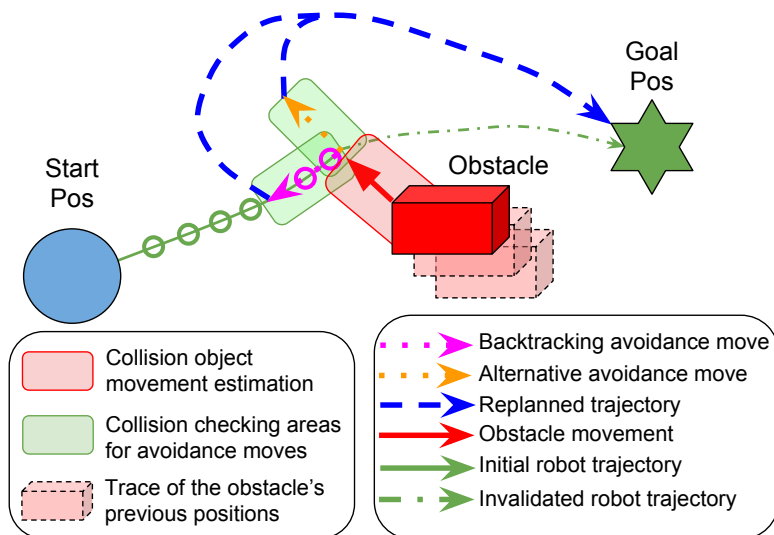 Goal
Pos
Start
Pos
Obstacle
Collision object
movement estimation
Collision checking areas
for avoidance moves
Trace of the obstacle's
previous positions
Backtracking avoidance move
Alternative avoidance move
Replanned trajectory
Obstacle movement
Initial robot trajectory
Invalidated robot trajectory